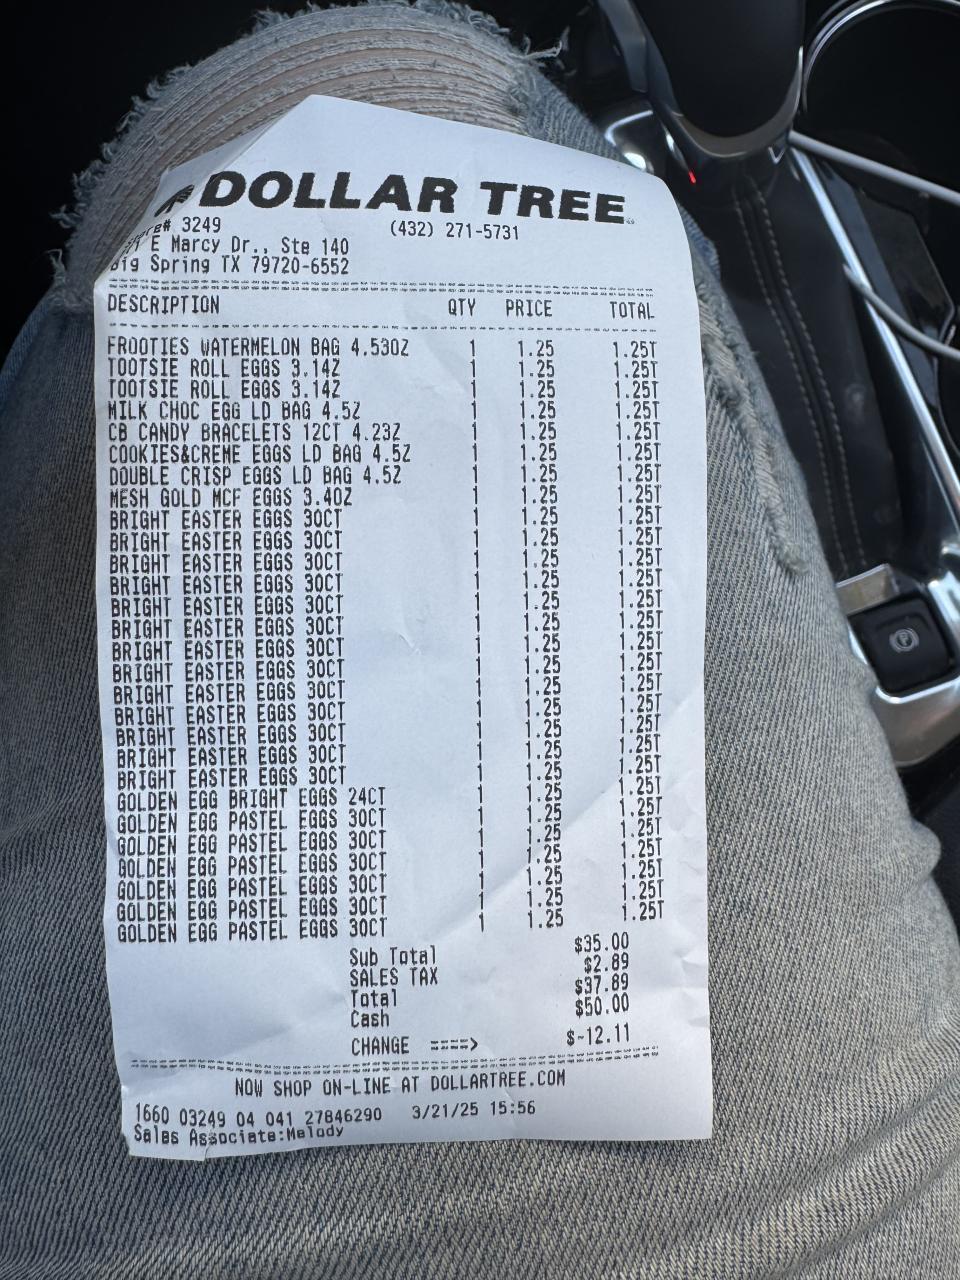 DOLLAR TREE
3249 (432) 271-5731
E Marcy Dr., Ste 140
Big Spring TX 79720-6552
DESCRIPTION QTY PRICE TOTAL
FROOTIES WATERMELON BAG 4.53OZ 1 1.25 1.25T
TOOTSIE ROLL EGGS 3.14Z 1 1.25 1.25T
TOOTSIE ROLL EGGS 3.14Z 1 1.25 1.25T
MILK CHOC EGG LD BAG 4.5Z 1 1.25 1.25T
CB CANDY BRACELETS 12CT 4.23Z 1 1.25 1.25T
COOKIES&CREME EGGS LD BAG 4.5Z 1 1.25 1.25T
DOUBLE CRISP EGGS LD BAG 4.5Z 1 1.25 1.25T
MESH GOLD MCF EGGS 3.4OZ 1 1.25 1.25T
BRIGHT EASTER EGGS 30CT 1 1.25 1.25T
BRIGHT EASTER EGGS 30CT 1 1.25 1.25T
BRIGHT EASTER EGGS 30CT 1 1.25 1.25T
BRIGHT EASTER EGGS 30CT 1 1.25 1.25T
BRIGHT EASTER EGGS 30CT 1 1.25 1.25T
BRIGHT EASTER EGGS 30CT 1 1.25 1.25T
BRIGHT EASTER EGGS 30CT 1 1.25 1.25T
BRIGHT EASTER EGGS 30CT 1 1.25 1.25T
BRIGHT EASTER EGGS 30CT 1 1.25 1.25T
BRIGHT EASTER EGGS 30CT 1 1.25 1.25T
BRIGHT EASTER EGGS 30CT 1 1.25 1.25T
BRIGHT EASTER EGGS 30CT 1 1.25 1.25T
BRIGHT EASTER EGGS 30CT 1 1.25 1.25T
GOLDEN EGG BRIGHT EGGS 24CT 1 1.25 1.25T
GOLDEN EGG PASTEL EGGS 30CT 1 1.25 1.25T
GOLDEN EGG PASTEL EGGS 30CT 1 1.25 1.25T
GOLDEN EGG PASTEL EGGS 30CT 1 1.25 1.25T
GOLDEN EGG PASTEL EGGS 30CT 1 1.25 1.25T
GOLDEN EGG PASTEL EGGS 30CT 1 1.25 1.25T
GOLDEN EGG PASTEL EGGS 30CT 1 1.25 1.25T
Sub Total $35.00
SALES TAX $2.89
Total $37.89
Cash $50.00
CHANGE ====> $-12.11
NOW SHOP ON-LINE AT DOLLARTREE.COM
1660 03249 04 041 27846290 3/21/25 15:56
Sales Associate:Melody